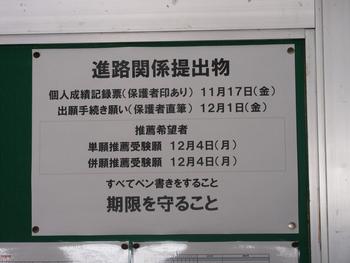 進路関係提出物
個人成績記録票(保護者印あり) 11月17日(金)
出願手続き願い(保護者直筆) 12月1日(金)
推薦希望者
単願推薦受験願 12月4日(月)
併願推薦受験願 12月4日(月)
すべてペン書きをすること
期限を守ること